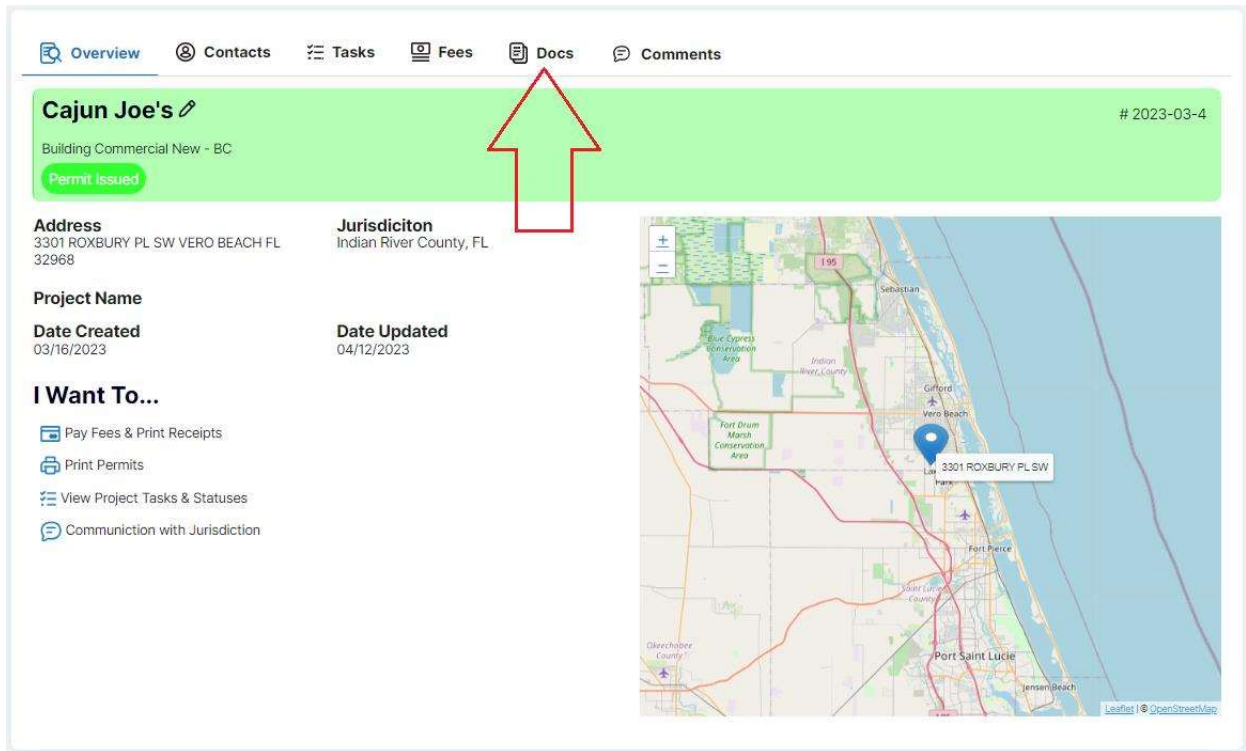 Overview Contacts Tasks Fees Docs Comments
Cajun Joe's
# 2023-03-4
Building Commercial New - BC
Permit Issued
Address
3301 ROXBURY PL SW VERO BEACH FL
32968
Jurisdiciton
Indian River County, FL
Project Name
Date Created
03/16/2023
Date Updated
04/12/2023
I Want To...
Pay Fees & Print Receipts
Print Permits
View Project Tasks & Statuses
Communiction with Jurisdiction
+
−
I 95
Sebastian
Blue Cypress
Conservation
Area
Indian
River County
Gifford
Vero Beach
Fort Drum
Marsh
Conservation
Area
3301 ROXBURY PL SW
Park
Fort Pierce
Saint Lucie
County
Okeechobee
County
Port Saint Lucie
Jensen Beach
I 95
Leaflet | © OpenStreetMap